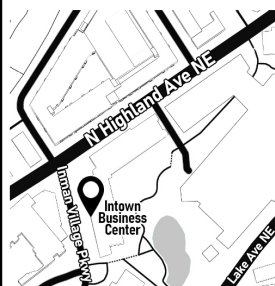 N Highland Ave NE
Inman Village Pkwy
Intown
Business
Center
Lake Ave NE